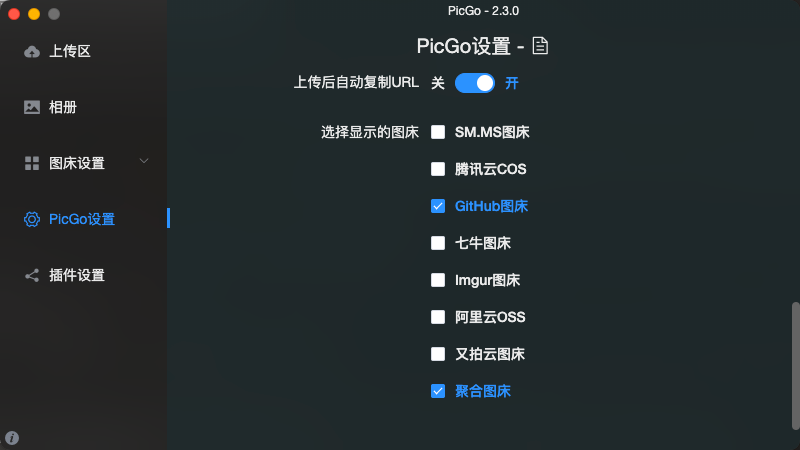 PicGo - 2.3.0
上传区
相册
图床设置
PicGo设置
插件设置
PicGo设置 -
上传后自动复制URL 关 开
选择显示的图床 SM.MS图床
腾讯云COS
GitHub图床
七牛图床
Imgur图床
阿里云OSS
又拍云图床
聚合图床